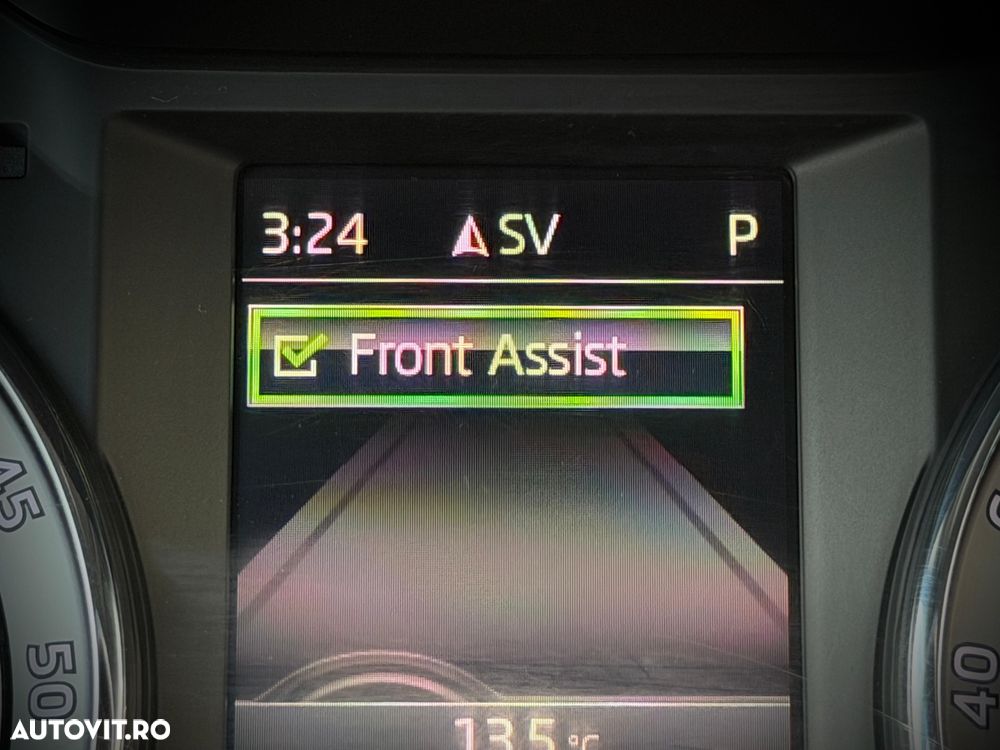 3:24 SV P
Front Assist
45
50
40
13.5 °C
AUTOVIT.RO